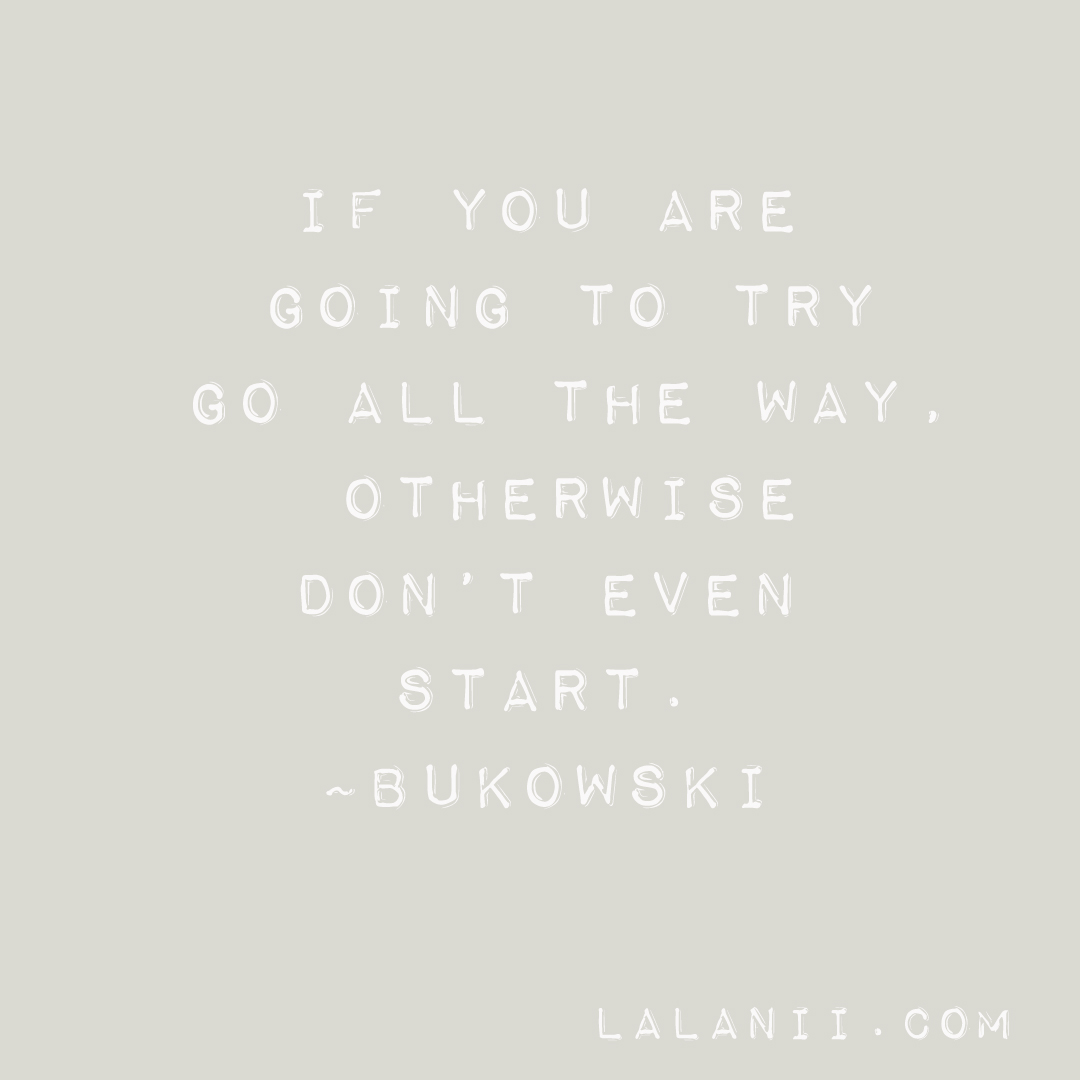 IF YOU ARE
GOING TO TRY
GO ALL THE WAY,
OTHERWISE
DON'T EVEN
START.
~BUKOWSKI
LALANII.COM